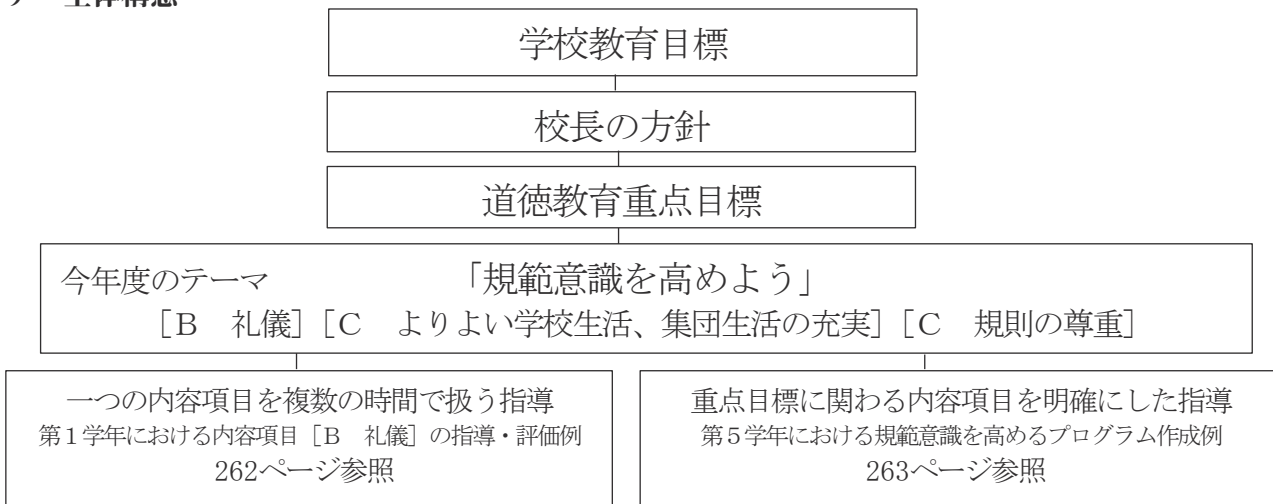 学校教育目標
校長の方針
道徳教育重点目標
今年度のテーマ　「規範意識を高めよう」
［Ｂ　礼儀］［Ｃ　よりよい学校生活、集団生活の充実］［Ｃ　規則の尊重］
一つの内容項目を複数の時間で扱う指導
第１学年における内容項目［Ｂ　礼儀］の指導・評価例
262ページ参照
重点目標に関わる内容項目を明確にした指導
第５学年における規範意識を高めるプログラム作成例
263ページ参照